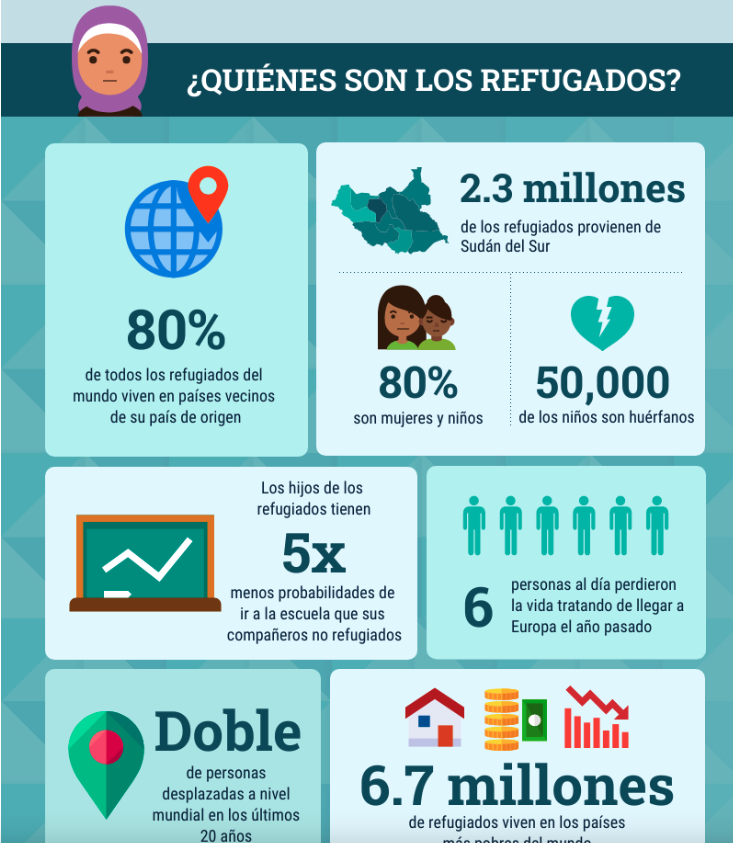 ¿QUIÉNES SON LOS REFUGADOS?
80%
de todos los refugiados del
mundo viven en países vecinos
de su país de origen
2.3 millones
de los refugiados provienen de
Sudán del Sur
80%
son mujeres y niños
50,000
de los niños son huérfanos
Los hijos de los
refugiados tienen
5x
menos probabilidades de
ir a la escuela que sus
compañeros no refugiados
6
personas al día perdieron
la vida tratando de llegar a
Europa el año pasado
Doble
de personas
desplazadas a nivel
mundial en los últimos
20 años
6.7 millones
de refugiados viven en los países
más pobres del mundo